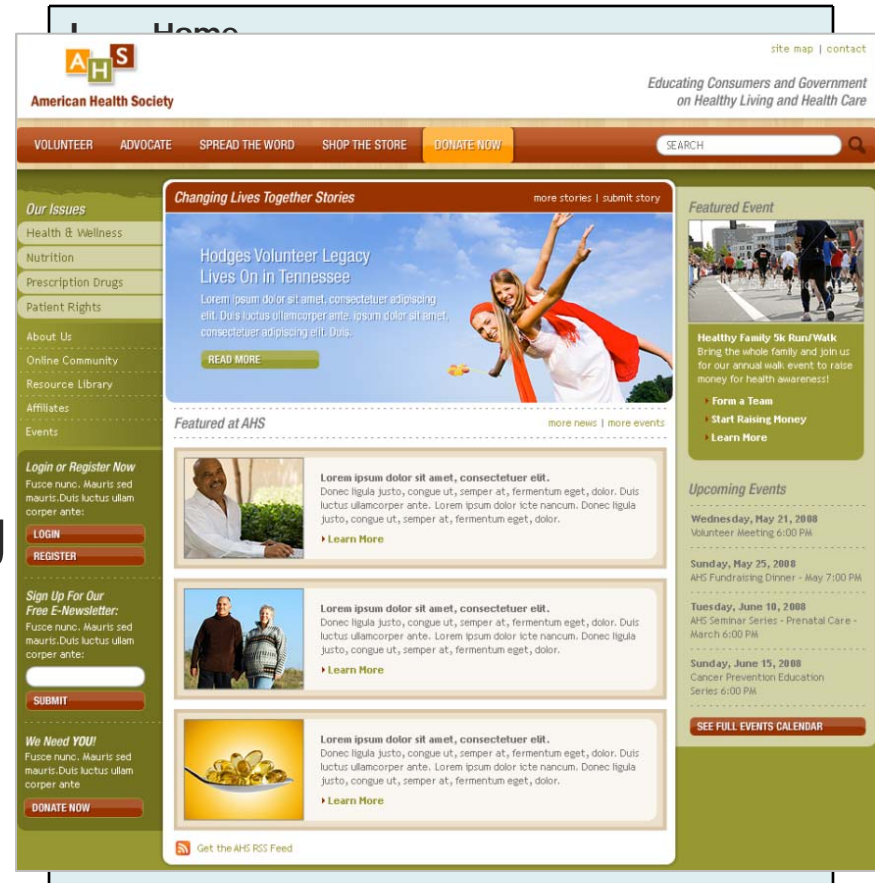 Home
AHS
American Health Society
site map | contact
Educating Consumers and Government
on Healthy Living and Health Care
VOLUNTEER ADVOCATE SPREAD THE WORD SHOP THE STORE DONATE NOW SEARCH
Our Issues
Health & Wellness
Nutrition
Prescription Drugs
Patient Rights
About Us
Online Community
Resource Library
Affiliates
Events
Login or Register Now
Fusce nunc. Mauris sed
mauris.Duis luctus ullam
corper ante:
LOGIN
REGISTER
Sign Up For Our
Free E-Newsletter:
Fusce nunc. Mauris sed
mauris.Duis luctus ullam
corper ante:
SUBMIT
We Need YOU!
Fusce nunc. Mauris sed
mauris.Duis luctus ullam
corper ante
DONATE NOW
Changing Lives Together Stories
more stories | submit story
Hodges Volunteer Legacy
Lives On in Tennessee
Lorem ipsum dolor sit amet, consectetuer adipiscing
elit. Duis luctus ullamcorper ante. ipsum dolor sit amet,
consectetuer adipiscing elit. Duis.
READ MORE
Featured at AHS
more news | more events
Lorem ipsum dolor sit amet, consectetuer elit.
Donec ligula justo, congue ut, semper at, fermentum eget, dolor. Duis
luctus ullamcorper ante. Lorem ipsum dolor icte nancum. Donec ligula
justo, congue ut, semper at, fermentum eget, dolor.
Learn More
Lorem ipsum dolor sit amet, consectetuer elit.
Donec ligula justo, congue ut, semper at, fermentum eget, dolor. Duis
luctus ullamcorper ante. Lorem ipsum dolor icte nancum. Donec ligula
justo, congue ut, semper at, fermentum eget, dolor.
Learn More
Lorem ipsum dolor sit amet, consectetuer elit.
Donec ligula justo, congue ut, semper at, fermentum eget, dolor. Duis
luctus ullamcorper ante. Lorem ipsum dolor icte nancum. Donec ligula
justo, congue ut, semper at, fermentum eget, dolor.
Learn More
Get the AHS RSS Feed
Featured Event
Healthy Family 5k Run/Walk
Bring the whole family and join us
for our annual walk event to raise
money for health awareness!
Form a Team
Start Raising Money
Learn More
Upcoming Events
Wednesday, May 21, 2008
Volunteer Meeting 6:00 PM
Sunday, May 25, 2008
AHS Fundraising Dinner - May 7:00 PM
Tuesday, June 10, 2008
AHS Seminar Series - Prenatal Care -
March 6:00 PM
Sunday, June 15, 2008
Cancer Prevention Education
Series 6:00 PM
SEE FULL EVENTS CALENDAR